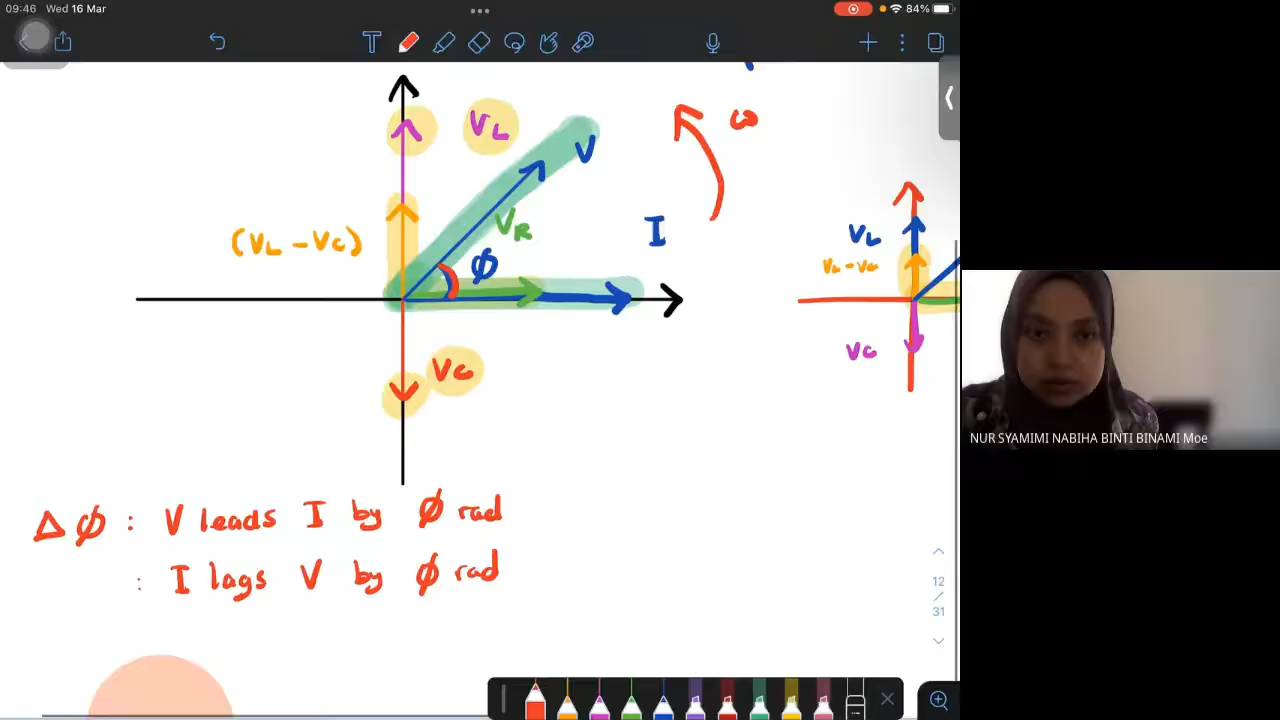 09:46 Wed 16 Mar
84%
T
VL
V
ω
(VL - VC)
VR
I
ϕ
VC
VL
VL - VC
VC
Δϕ : V leads I by ϕ rad
: I lags V by ϕ rad
12
/
31
NUR SYAMIMI NABIHA BINTI BINAMI Moe